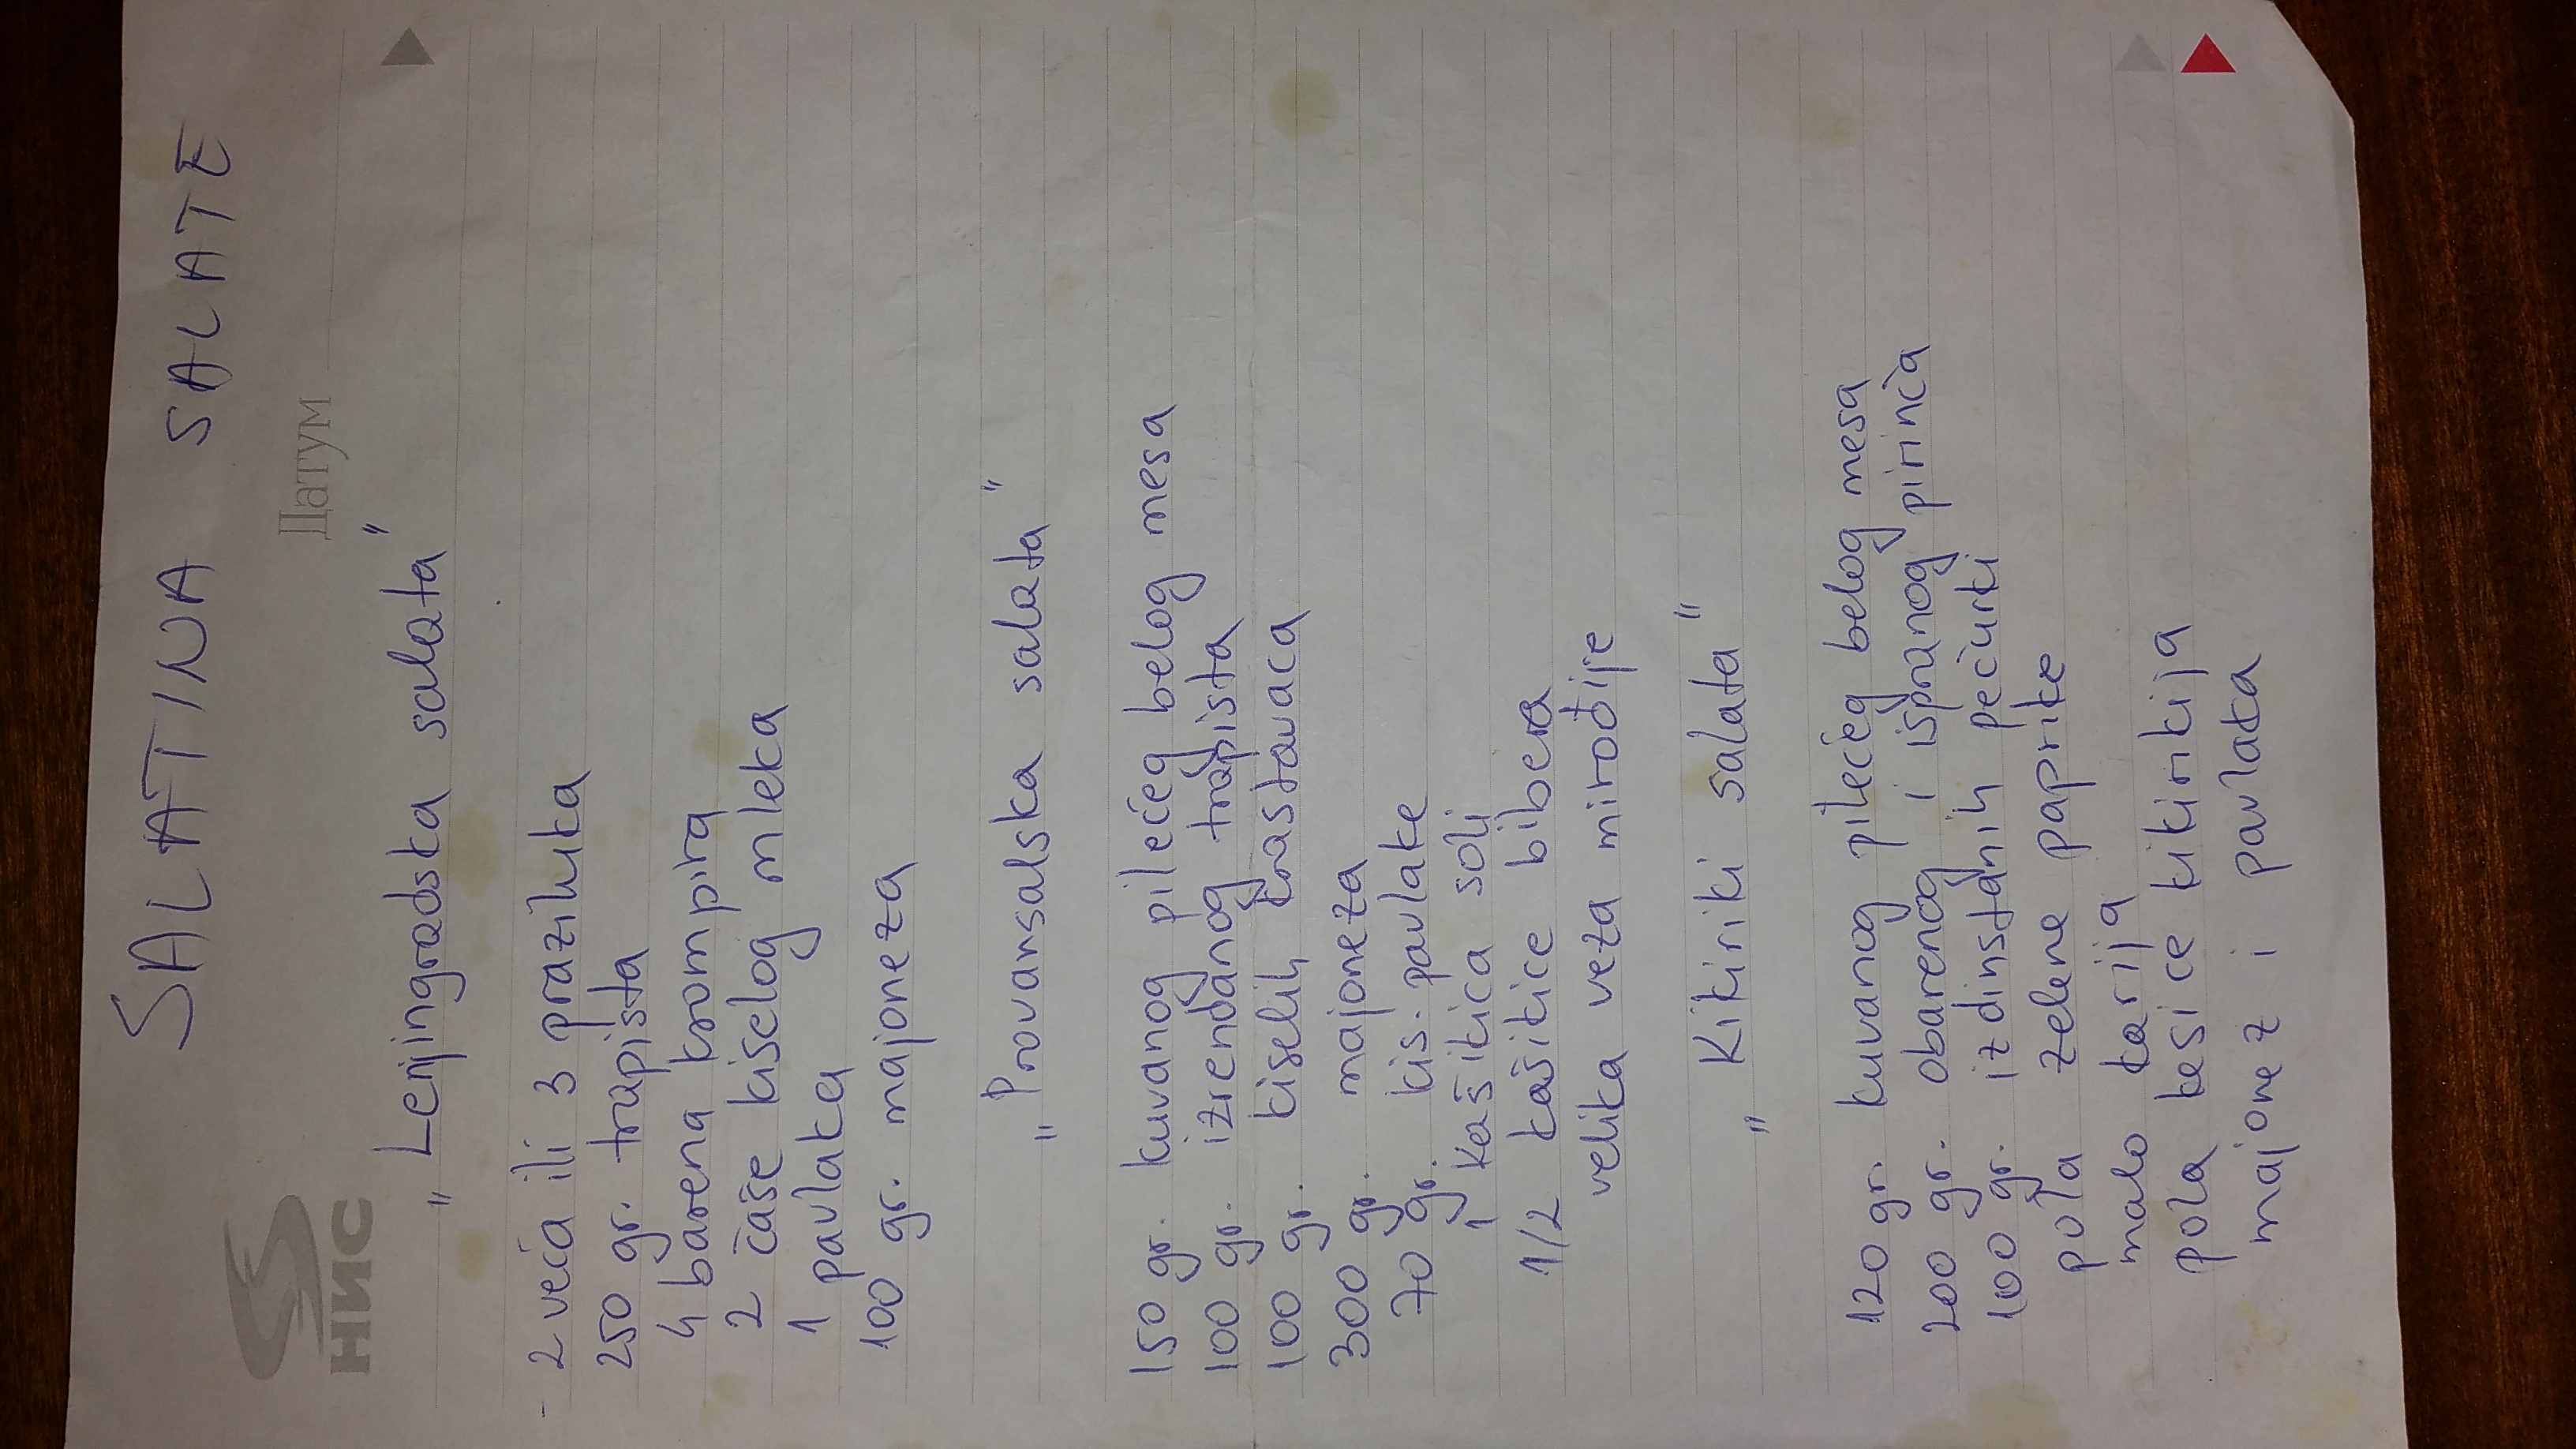 SALATINA SALATE
НИС
Датум
„Lenjingradska salata"
- 2 veća ili 3 praziluka
250 gr. trapista
4 barena krompira
2 čaše kiselog mleka
1 pavlaka
100 gr. majoneza
„Provansalska salata"
150 gr. kuvanog pilećeg belog mesa
100 gr. izrendanog trapista
100 gr. kiselih krastavaca
300 gr. majoneza
70 gr. kis. pavlake
1 kašikica soli
1/2 kašikice bibera
velika veza mirođije
„Kikiriki salata"
120 gr. kuvanog pilećeg belog mesa
200 gr. obarenog i ispranog pirinča
100 gr. izdinstanih pečurki
pola zelene paprike
malo karija
pola kesice kikirikija
majonez i pavlaka